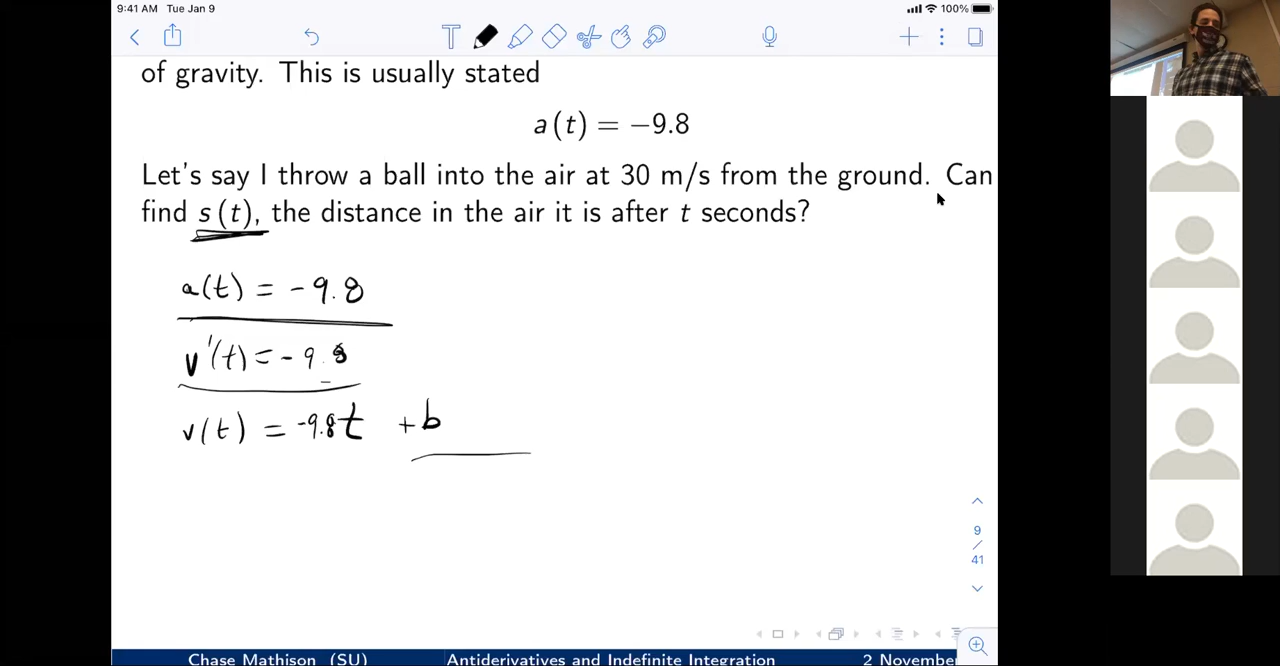 9:41 AM Tue Jan 9
100%
of gravity. This is usually stated
a(t) = −9.8
Let's say I throw a ball into the air at 30 m/s from the ground. Can
find s(t), the distance in the air it is after t seconds?
a(t) = -9.8
v'(t) = -9.8
v(t) = -9.8t + b
9
/
41
Chase Mathison (SU) Antiderivatives and Indefinite Integration 2 November